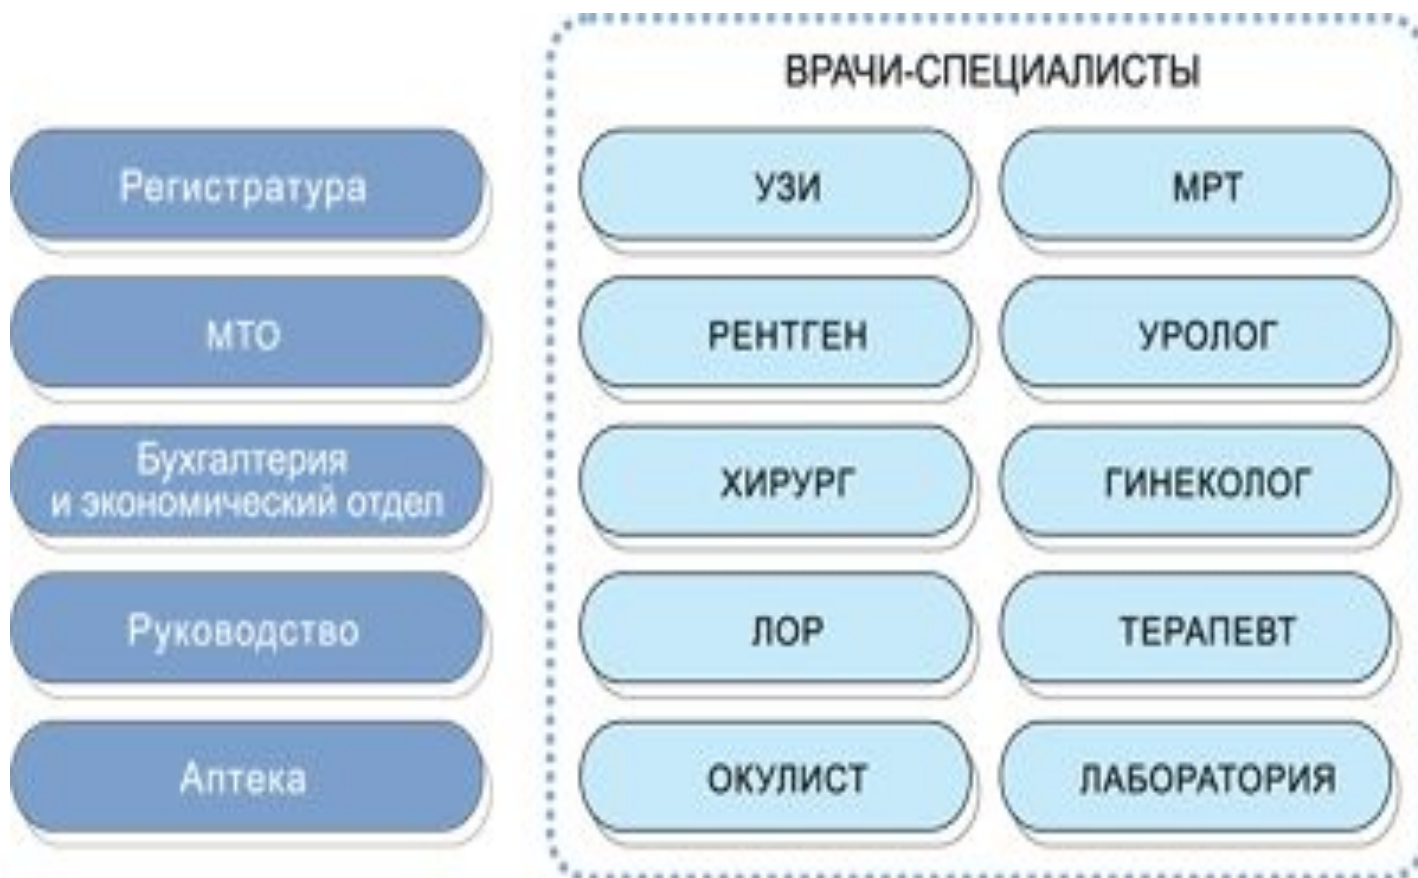 ВРАЧИ-СПЕЦИАЛИСТЫ
Регистратура
МТО
Бухгалтерия
и экономический отдел
Руководство
Аптека
УЗИ
МРТ
РЕНТГЕН
УРОЛОГ
ХИРУРГ
ГИНЕКОЛОГ
ЛОР
ТЕРАПЕВТ
ОКУЛИСТ
ЛАБОРАТОРИЯ